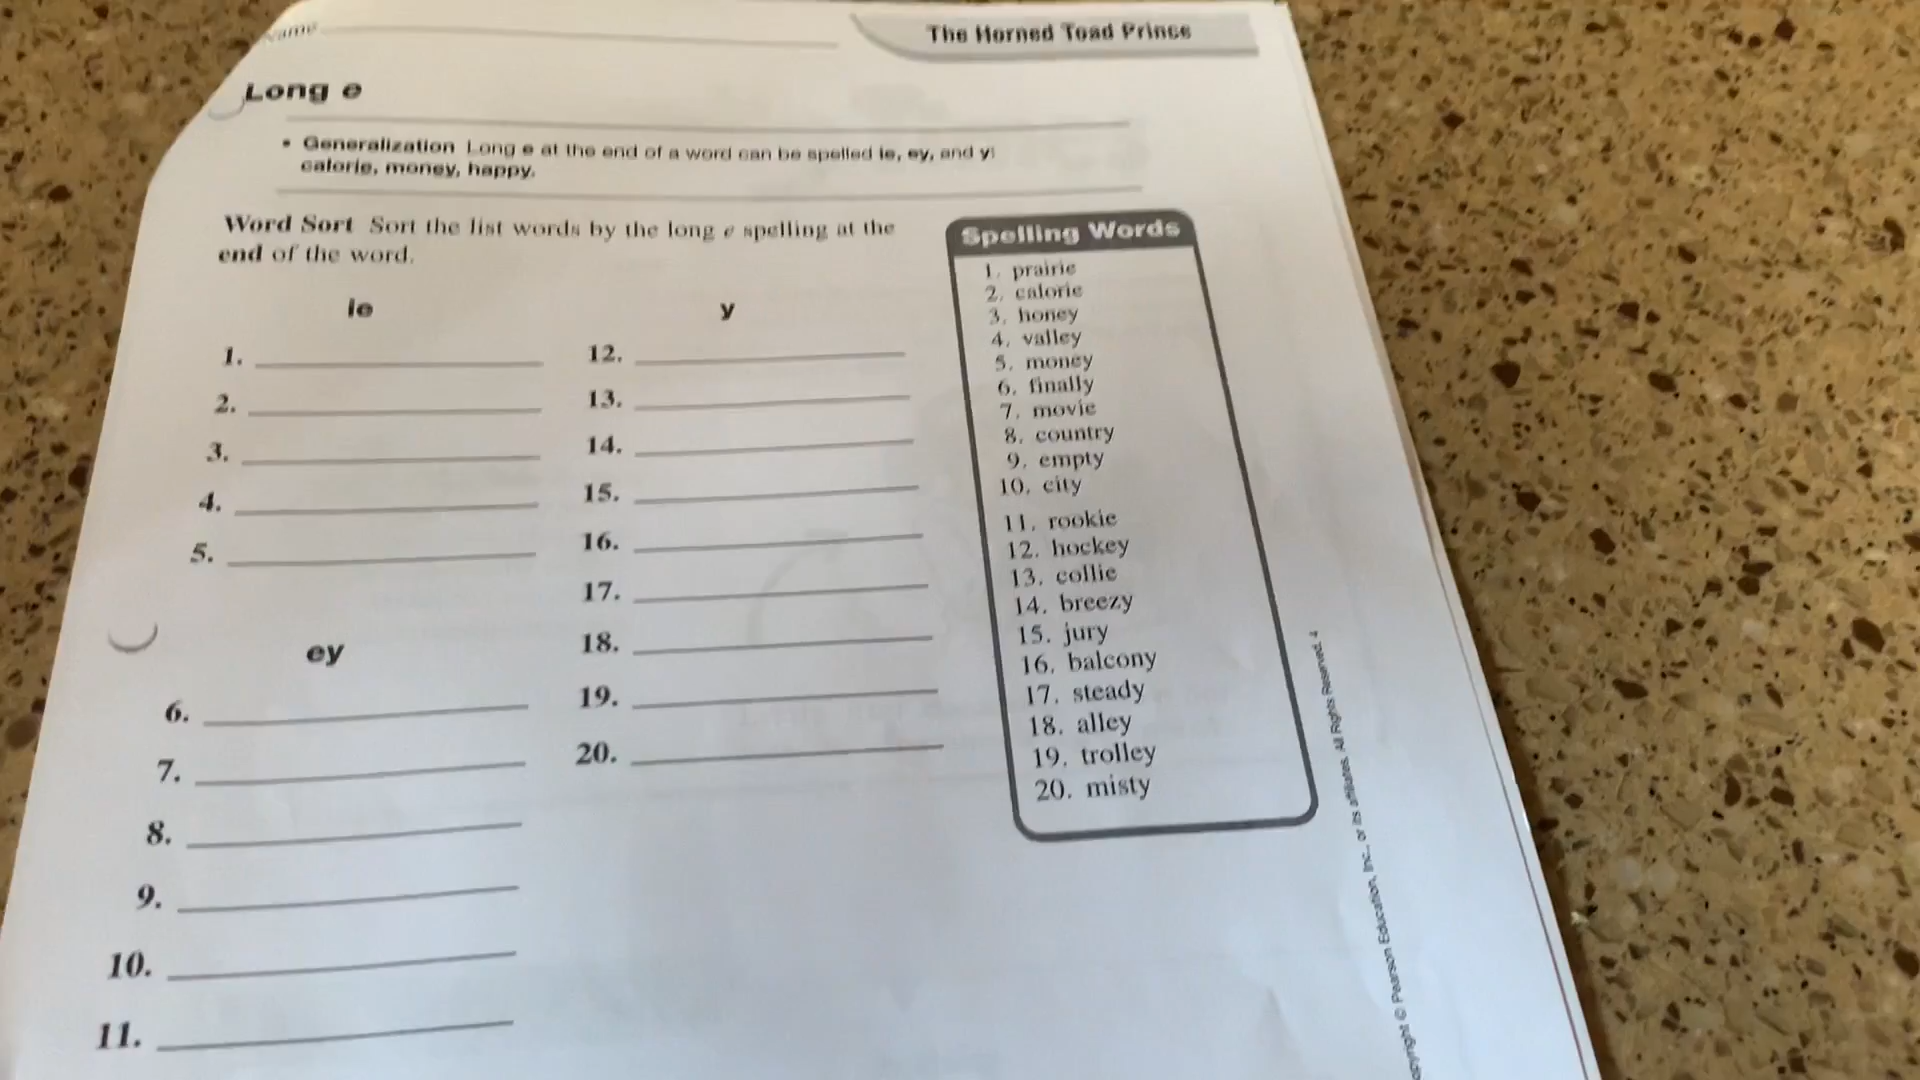 Name
The Horned Toad Prince
Long e
• Generalization Long e at the end of a word can be spelled ie, ey, and y:
calorie, money, happy.
Word Sort Sort the list words by the long e spelling at the
end of the word.
ie
1.
2.
3.
4.
5.
ey
6.
7.
8.
9.
10.
11.
y
12.
13.
14.
15.
16.
17.
18.
19.
20.
Spelling Words
1. prairie
2. calorie
3. honey
4. valley
5. money
6. finally
7. movie
8. country
9. empty
10. city
11. rookie
12. hockey
13. collie
14. breezy
15. jury
16. balcony
17. steady
18. alley
19. trolley
20. misty
opyright © Pearson Education, Inc., or its affiliates. All Rights Reserved. 4